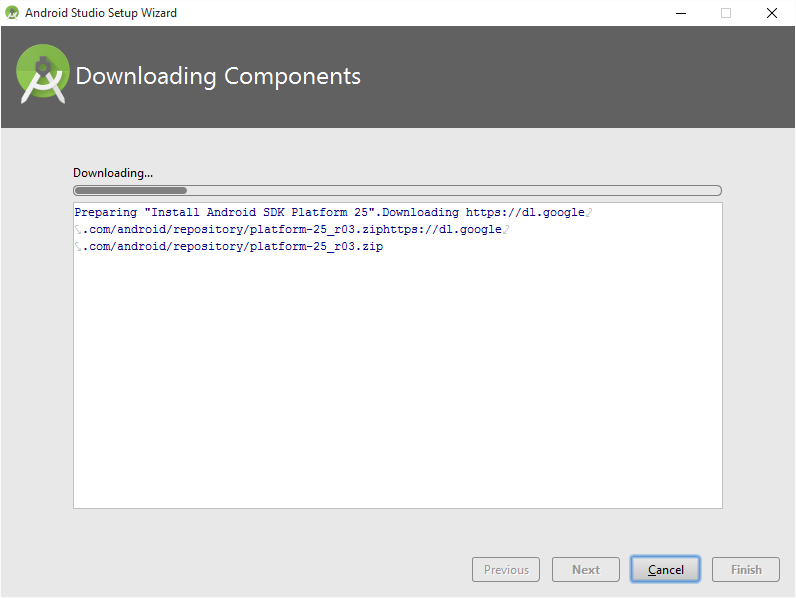 Android Studio Setup Wizard
Downloading Components
Downloading...
Preparing "Install Android SDK Platform 25".Downloading https://dl.google
.com/android/repository/platform-25_r03.ziphttps://dl.google
.com/android/repository/platform-25_r03.zip
Previous Next Cancel Finish